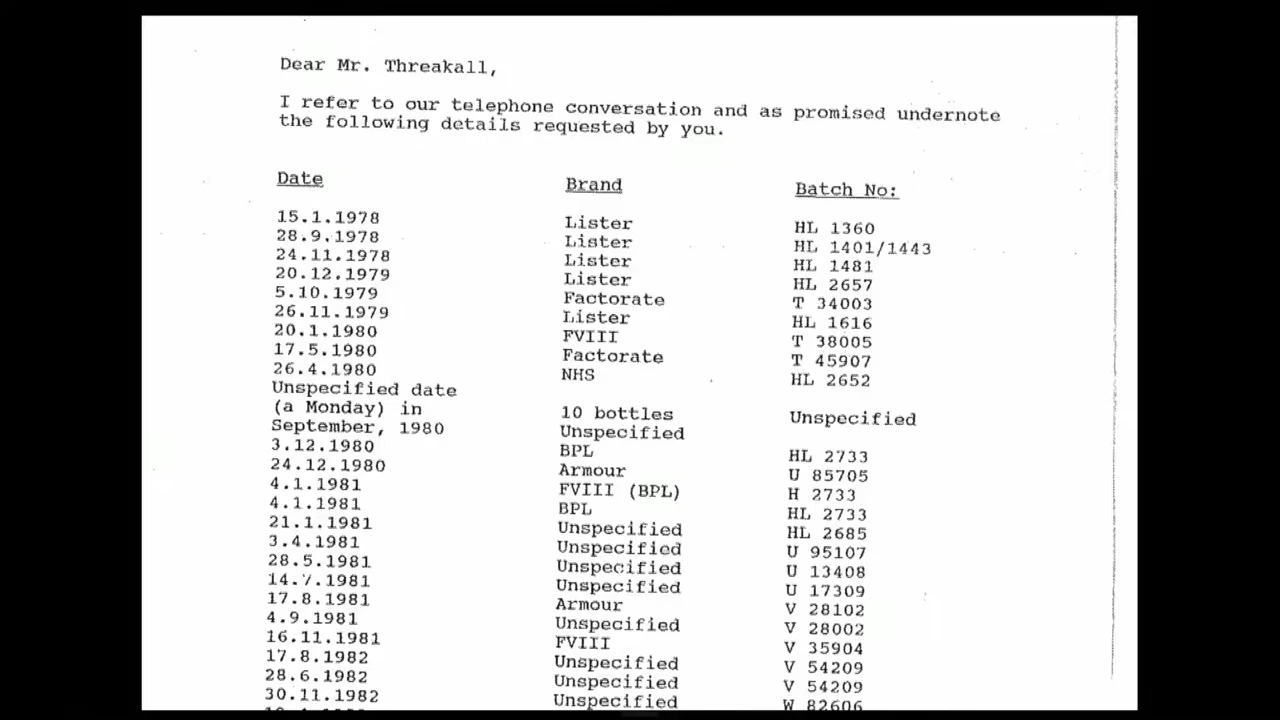 Dear Mr. Threakall,
I refer to our telephone conversation and as promised undernote
the following details requested by you.
Date Brand Batch No:
15.1.1978 Lister HL 1360
28.9.1978 Lister HL 1401/1443
24.11.1978 Lister HL 1481
20.12.1979 Lister HL 2657
5.10.1979 Factorate T 34003
26.11.1979 Lister HL 1616
20.1.1980 FVIII T 38005
17.5.1980 Factorate T 45907
26.4.1980 NHS HL 2652
Unspecified date
(a Monday) in 10 bottles Unspecified
September, 1980 Unspecified
3.12.1980 BPL HL 2733
24.12.1980 Armour U 85705
4.1.1981 FVIII (BPL) H 2733
4.1.1981 BPL HL 2733
21.1.1981 Unspecified HL 2685
3.4.1981 Unspecified U 95107
28.5.1981 Unspecified U 13408
14.7.1981 Unspecified U 17309
17.8.1981 Armour V 28102
4.9.1981 Unspecified V 28002
16.11.1981 FVIII V 35904
17.8.1982 Unspecified V 54209
28.6.1982 Unspecified V 54209
30.11.1982 Unspecified W 82606